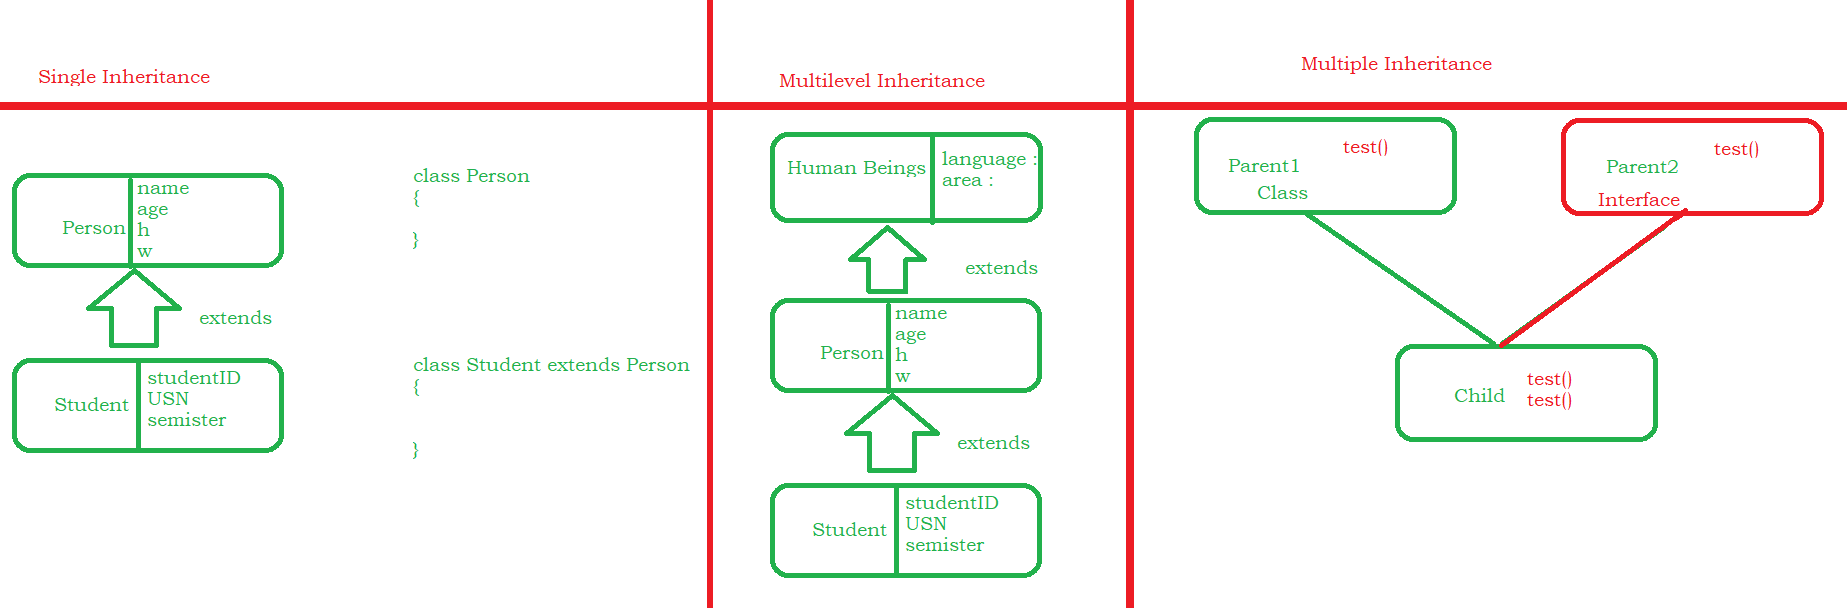 Single Inheritance
Person
name
age
h
w
extends
Student
studentID
USN
semister
class Person
{
}
class Student extends Person
{
}
Multilevel Inheritance
Human Beings
language :
area :
extends
Person
name
age
h
w
extends
Student
studentID
USN
semister
Multiple Inheritance
test()
Parent1
Class
test()
Parent2
Interface
Child
test()
test()